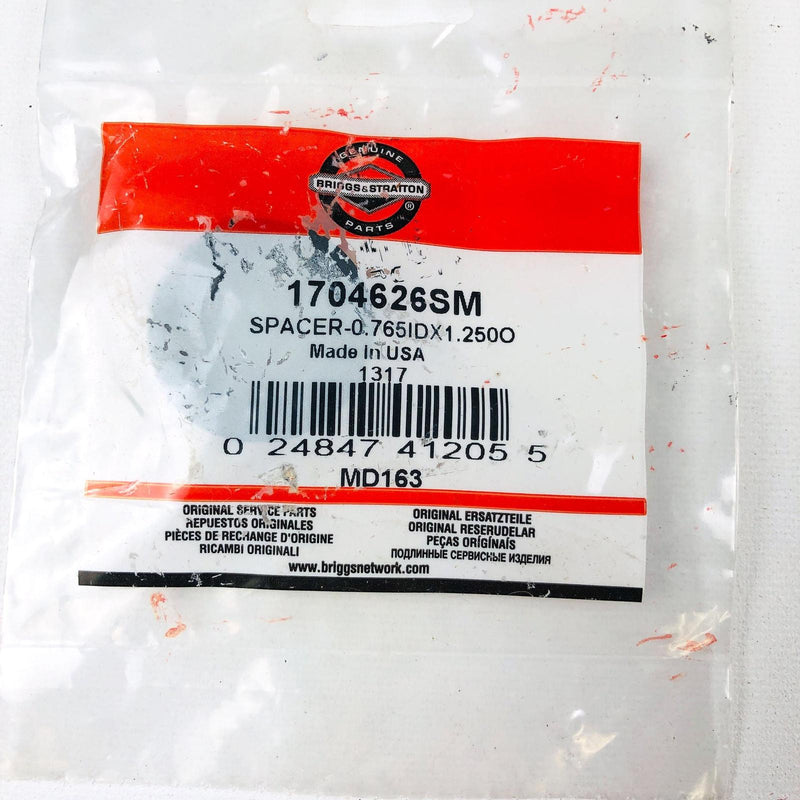 GENUINE
BRIGGS&STRATTON
®
PARTS
1704626SM
SPACER-0.765IDX1.250O
Made In USA
1317
0 24847 41205 5
MD163
ORIGINAL SERVICE PARTS
REPUESTOS ORIGINALES
PIÈCES DE RECHANGE D'ORIGINE
RICAMBI ORIGINALI
ORIGINAL ERSATZTEILE
ORIGINAL RESERUDELAR
PEÇAS ORIGÍNAIS
ПОДЛИННЫЕ СЕРВИСНЫЕ ИЗДЕЛИЯ
www.briggsnetwork.com